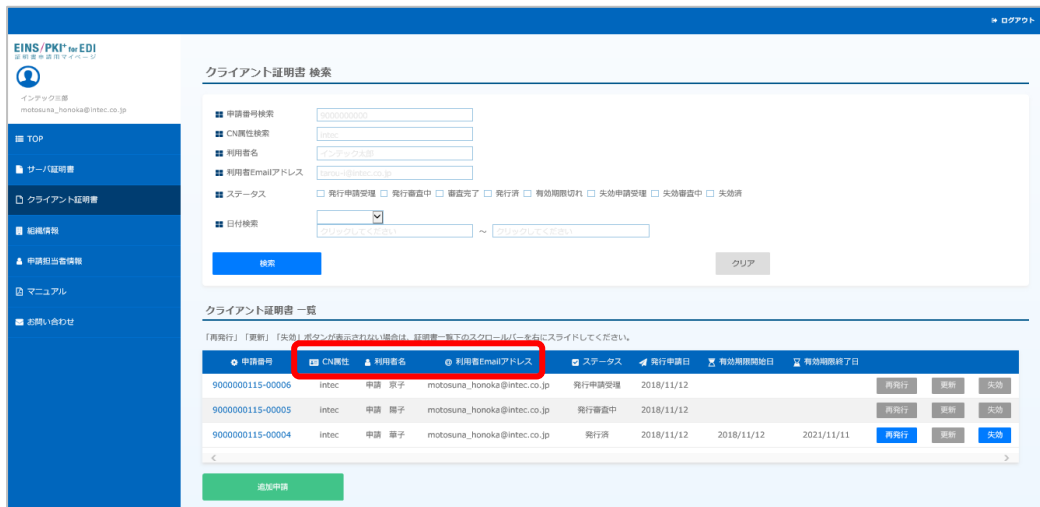 ログアウト
EINS/PKI+ for EDI
証明書申請用マイページ
インテック三郎
motosuna_honoka@intec.co.jp
TOP
サーバ証明書
クライアント証明書
組織情報
申請担当者情報
マニュアル
お問い合わせ
クライアント証明書 検索
申請番号検索 9000000000
CN属性検索 intec
利用者名 インテック太郎
利用者Emailアドレス tarou-i@intec.co.jp
ステータス 発行申請受理 発行審査中 審査完了 発行済 有効期限切れ 失効申請受理 失効審査中 失効済
日付検索
クリックしてください ～ クリックしてください
検索 クリア
クライアント証明書 一覧
「再発行」「更新」「失効」ボタンが表示されない場合は、証明書一覧下のスクロールバーを右にスライドしてください。
申請番号 CN属性 利用者名 利用者Emailアドレス ステータス 発行申請日 有効期限開始日 有効期限終了日
9000000115-00006 intec 申請 京子 motosuna_honoka@intec.co.jp 発行申請受理 2018/11/12 再発行 更新 失効
9000000115-00005 intec 申請 陽子 motosuna_honoka@intec.co.jp 発行審査中 2018/11/12 再発行 更新 失効
9000000115-00004 intec 申請 華子 motosuna_honoka@intec.co.jp 発行済 2018/11/12 2018/11/12 2021/11/11 再発行 更新 失効
追加申請